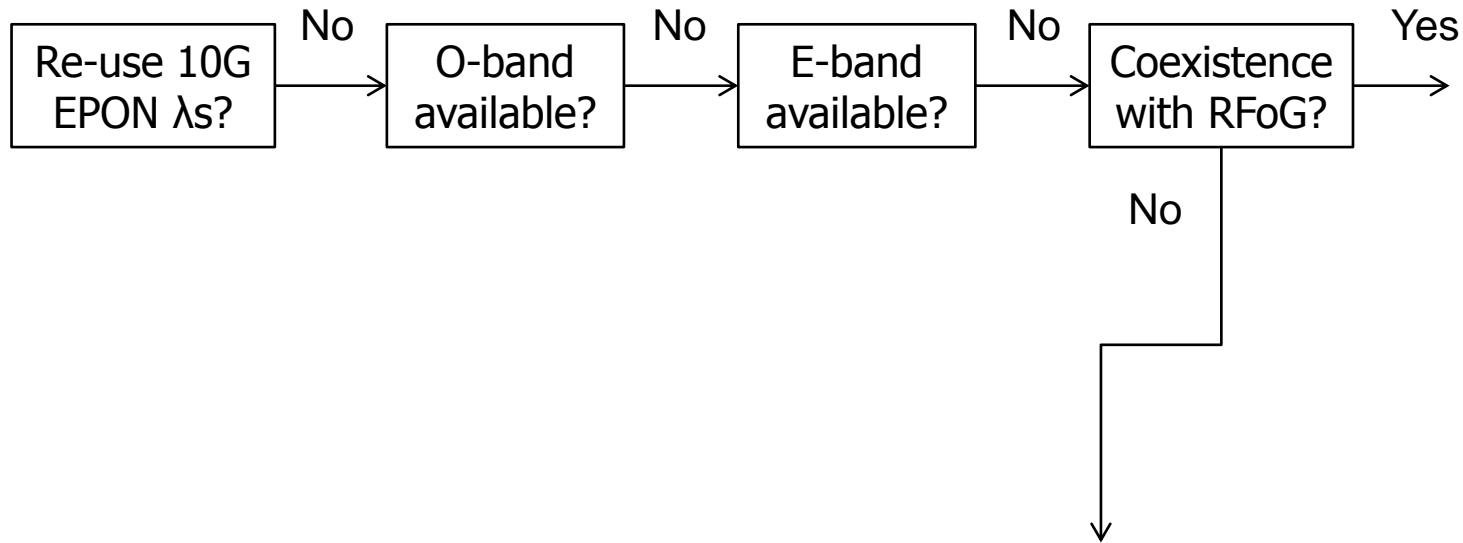 No
No
No
Yes
Re-use 10G
EPON λs?
O-band
available?
E-band
available?
Coexistence
with RFoG?
No